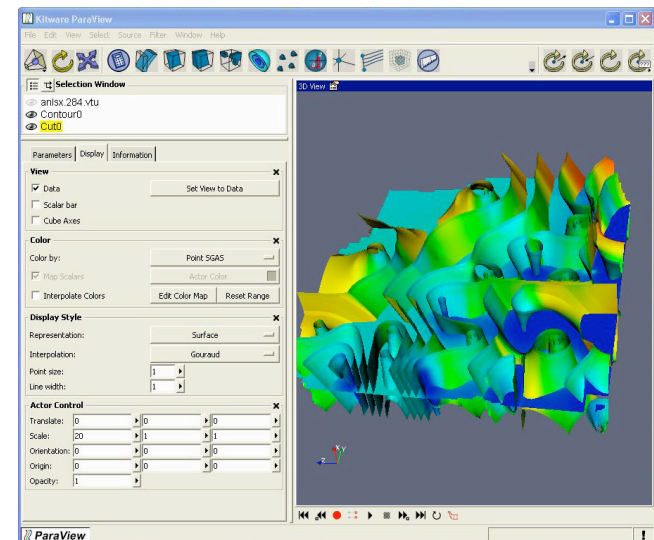 Kitware ParaView
File Edit View Select Source Filter Window Help
Selection Window
3D View
anlsx.284.vtu
Contour0
Cut0
Parameters Display Information
View
Data Set View to Data
Scalar bar
Cube Axes
Color
Color by: Point SGAS
Map Scalars Actor Color
Interpolate Colors Edit Color Map Reset Range
Display Style
Representation: Surface
Interpolation: Gouraud
Point size: 1
Line width: 1
Actor Control
Translate: 0 0 0
Scale: 20 1 1
Orientation: 0 0 0
Origin: 0 0 0
Opacity: 1
ParaView !